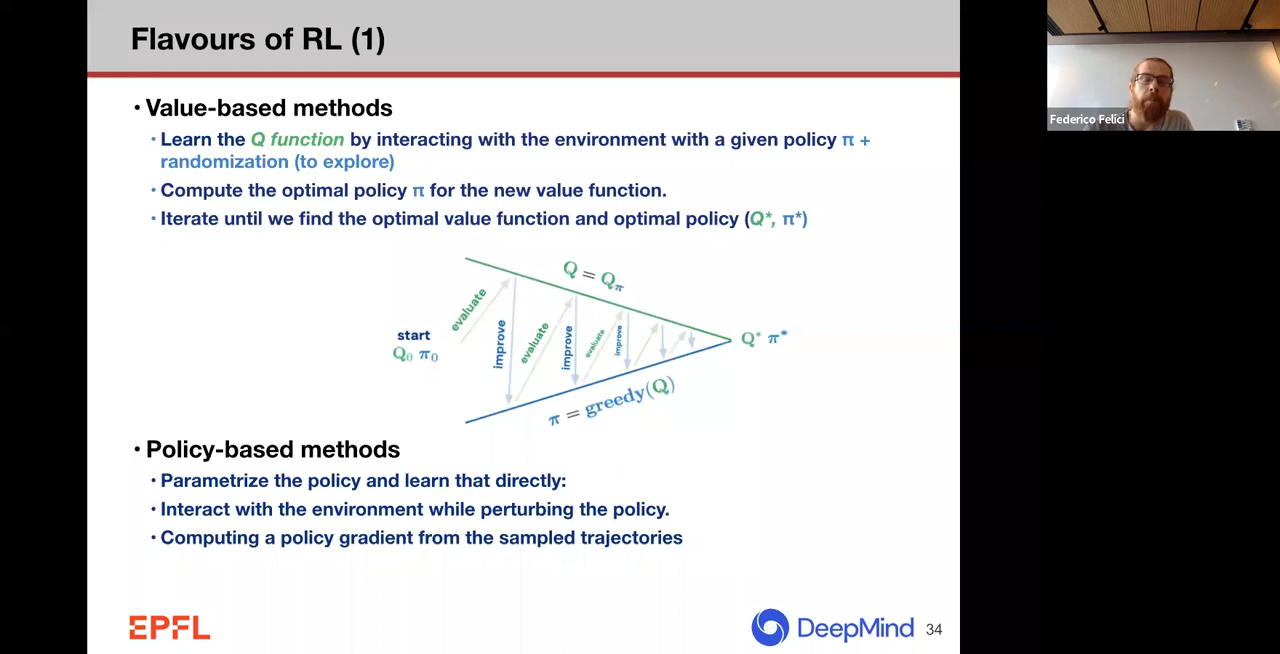 Flavours of RL (1)
Federico Felici
• Value-based methods
• Learn the Q function by interacting with the environment with a given policy π +
randomization (to explore)
• Compute the optimal policy π for the new value function.
• Iterate until we find the optimal value function and optimal policy (Q*, π*)
Q = Qπ
evaluate
improve
evaluate
improve
evaluate
improve
start
Q0 π0
Q* π*
π = greedy(Q)
• Policy-based methods
• Parametrize the policy and learn that directly:
• Interact with the environment while perturbing the policy.
• Computing a policy gradient from the sampled trajectories
EPFL
DeepMind
34